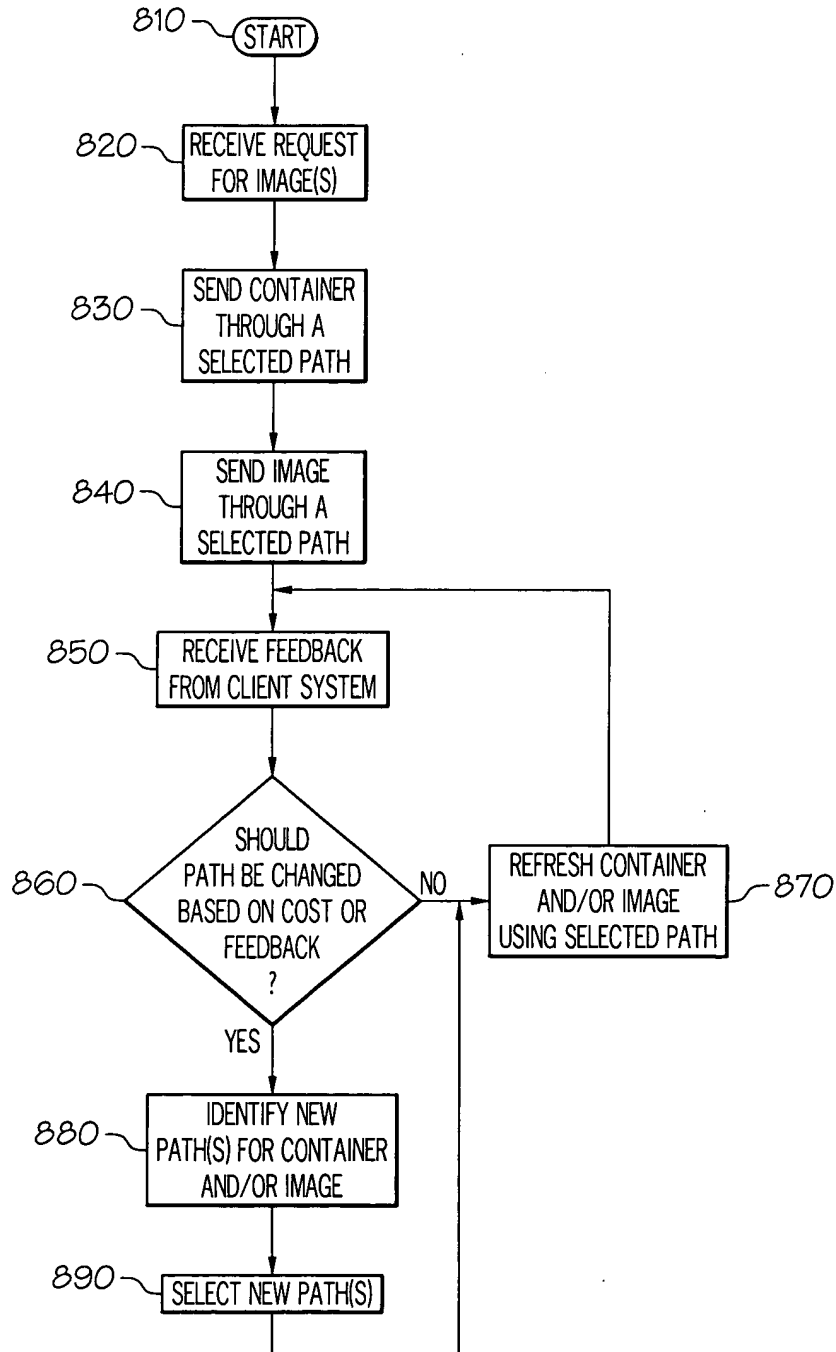 810
START
820
RECEIVE REQUEST
FOR IMAGE(S)
830
SEND CONTAINER
THROUGH A
SELECTED PATH
840
SEND IMAGE
THROUGH A
SELECTED PATH
850
RECEIVE FEEDBACK
FROM CLIENT SYSTEM
860
SHOULD
PATH BE CHANGED
BASED ON COST OR
FEEDBACK
?
NO
REFRESH CONTAINER
AND/OR IMAGE
USING SELECTED PATH
870
YES
880
IDENTIFY NEW
PATH(S) FOR CONTAINER
AND/OR IMAGE
890
SELECT NEW PATH(S)